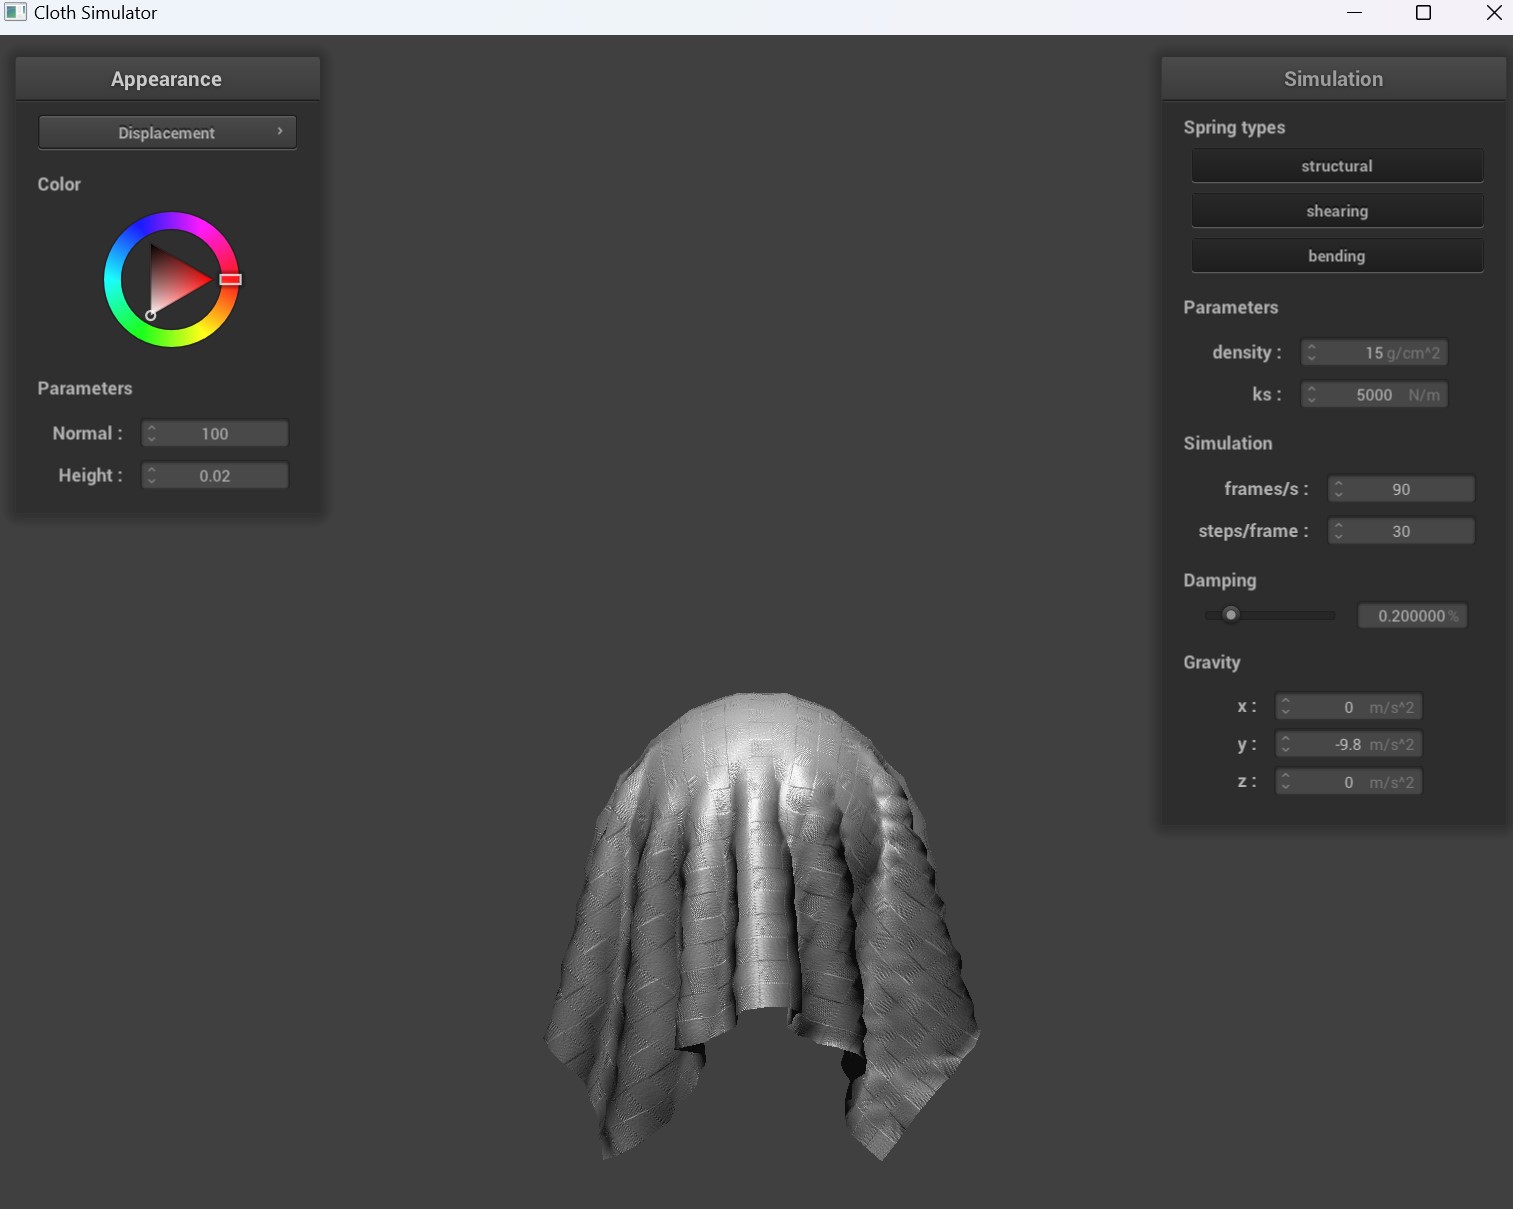 Cloth Simulator
Appearance
Displacement
Color
Parameters
Normal : 100
Height : 0.02
Simulation
Spring types
structural
shearing
bending
Parameters
density : 15 g/cm^2
ks : 5000 N/m
Simulation
frames/s : 90
steps/frame : 30
Damping
0.200000 %
Gravity
x : 0 m/s^2
y : -9.8 m/s^2
z : 0 m/s^2